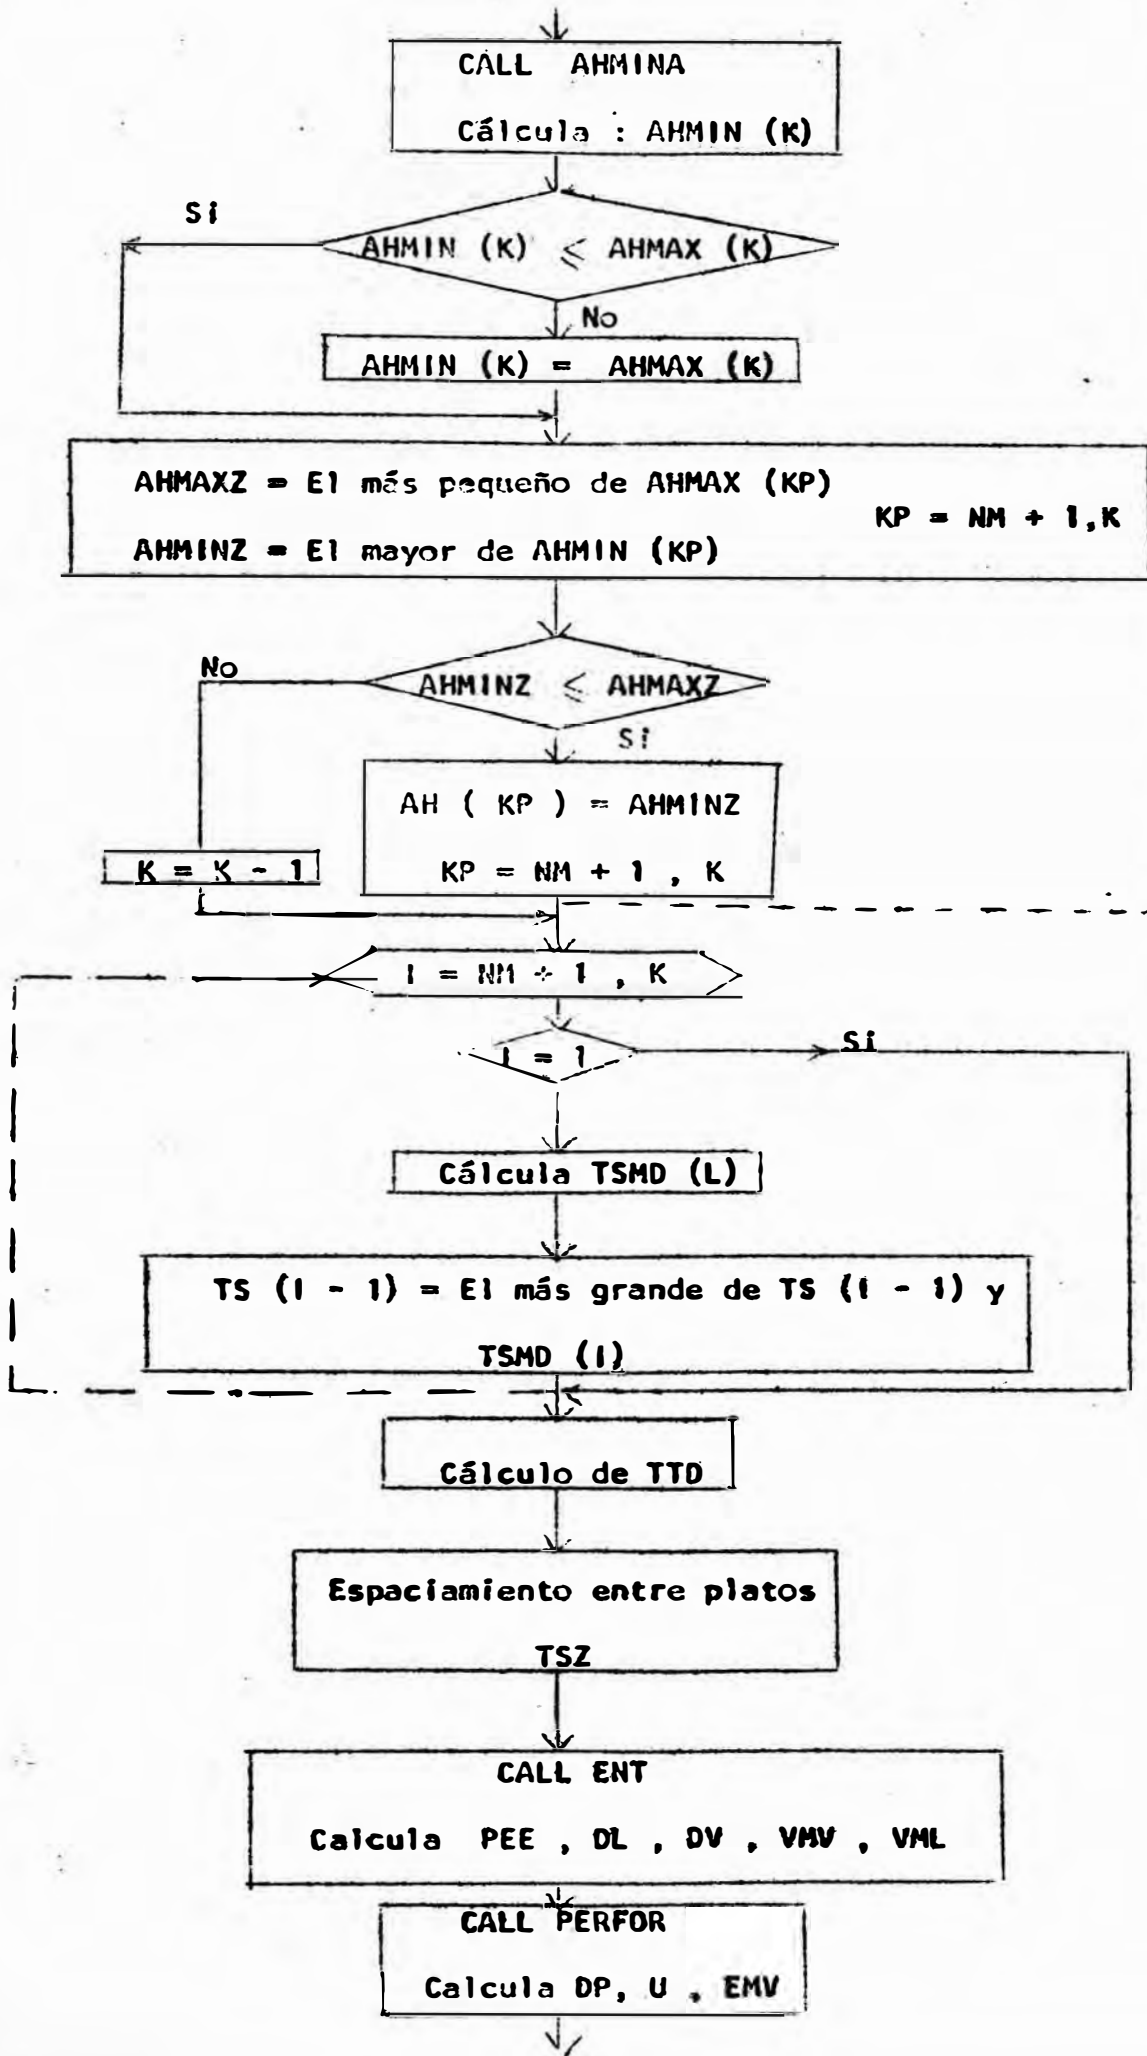 CALL AHMINA
Cálcula : AHMIN (K)
Si
AHMIN (K) ≤ AHMAX (K)
No
AHMIN (K) = AHMAX (K)
AHMAXZ = El más pequeño de AHMAX (KP)
KP = NM + 1,K
AHMINZ = El mayor de AHMIN (KP)
No
AHMINZ ≤ AHMAXZ
Si
AH ( KP ) = AHMINZ
K = K - 1
KP = NM + 1 , K
I = NM + 1 , K
I = 1
Si
Cálcula TSMD (L)
TS (I - 1) = El más grande de TS (I - 1) y
TSMD (I)
Cálculo de TTD
Espaciamiento entre platos
TSZ
CALL ENT
Calcula PEE , DL , DV , VMV , VML
CALL PERFOR
Calcula DP, U , EMV